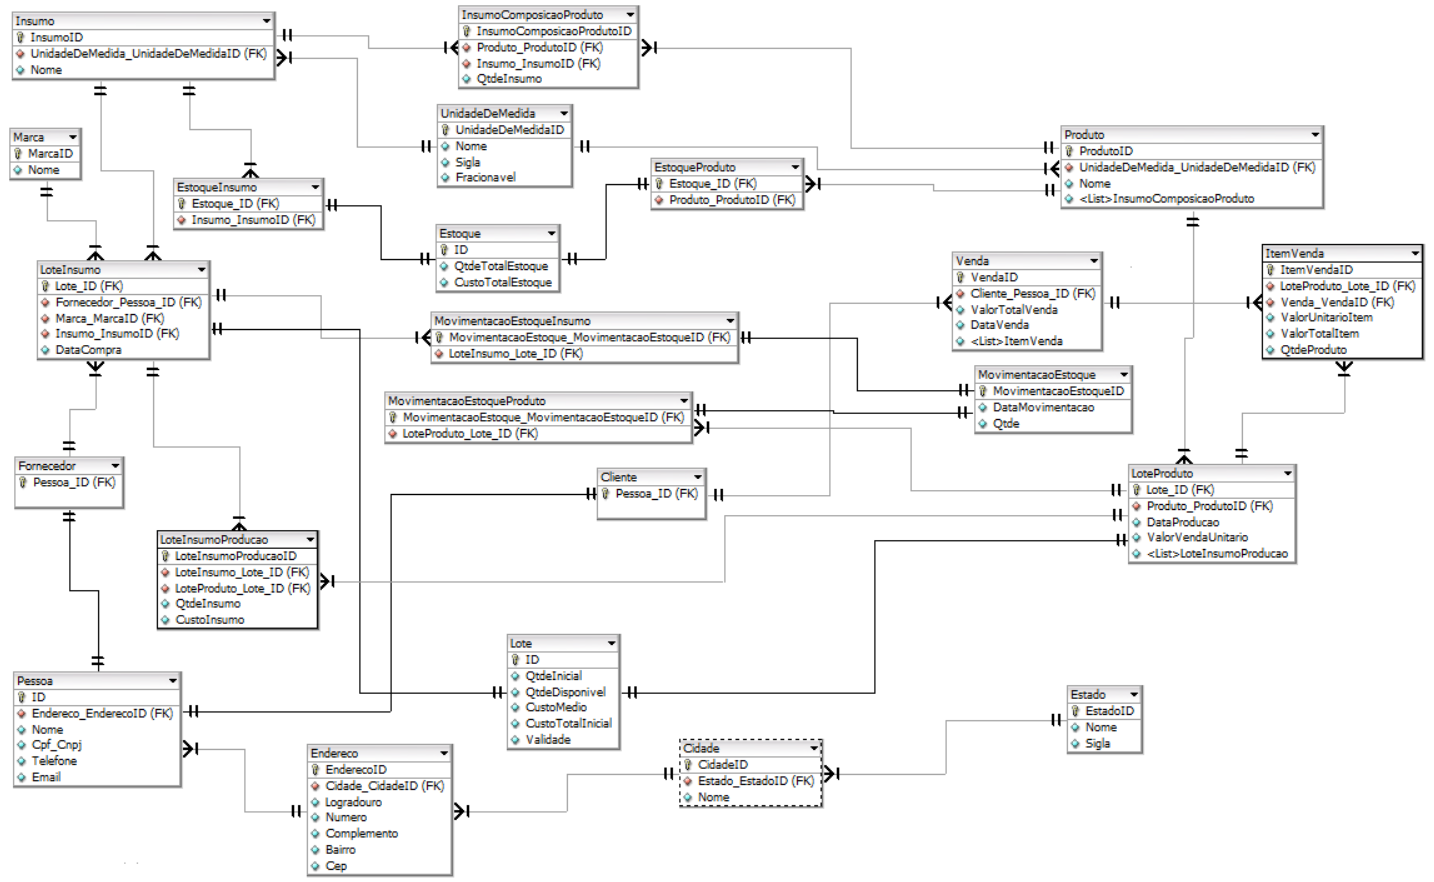 Insumo
InsumoID
UnidadeDeMedida_UnidadeDeMedidaID (FK)
Nome
InsumoComposicaoProduto
InsumoComposicaoProdutoID
Produto_ProdutoID (FK)
Insumo_InsumoID (FK)
QtdeInsumo
Marca
MarcaID
Nome
UnidadeDeMedida
UnidadeDeMedidaID
Nome
Sigla
Fracionavel
Produto
ProdutoID
UnidadeDeMedida_UnidadeDeMedidaID (FK)
Nome
<List>InsumoComposicaoProduto
EstoqueInsumo
Estoque_ID (FK)
Insumo_InsumoID (FK)
EstoqueProduto
Estoque_ID (FK)
Produto_ProdutoID (FK)
Estoque
ID
QtdeTotalEstoque
CustoTotalEstoque
LoteInsumo
Lote_ID (FK)
Fornecedor_Pessoa_ID (FK)
Marca_MarcaID (FK)
Insumo_InsumoID (FK)
DataCompra
Venda
VendaID
Cliente_Pessoa_ID (FK)
ValorTotalVenda
DataVenda
<List>ItemVenda
ItemVenda
ItemVendaID
LoteProduto_Lote_ID (FK)
Venda_VendaID (FK)
ValorUnitarioItem
ValorTotalItem
QtdeProduto
MovimentacaoEstoqueInsumo
MovimentacaoEstoque_MovimentacaoEstoqueID (FK)
LoteInsumo_Lote_ID (FK)
MovimentacaoEstoque
MovimentacaoEstoqueID
DataMovimentacao
Qtde
MovimentacaoEstoqueProduto
MovimentacaoEstoque_MovimentacaoEstoqueID (FK)
LoteProduto_Lote_ID (FK)
Fornecedor
Pessoa_ID (FK)
Cliente
Pessoa_ID (FK)
LoteProduto
Lote_ID (FK)
Produto_ProdutoID (FK)
DataProducao
ValorVendaUnitario
<List>LoteInsumoProducao
LoteInsumoProducao
LoteInsumoProducaoID
LoteInsumo_Lote_ID (FK)
LoteProduto_Lote_ID (FK)
QtdeInsumo
CustoInsumo
Lote
ID
QtdeInicial
QtdeDisponivel
CustoMedio
CustoTotalInicial
Validade
Pessoa
ID
Endereco_EnderecoID (FK)
Nome
Cpf_Cnpj
Telefone
Email
Endereco
EnderecoID
Cidade_CidadeID (FK)
Logradouro
Numero
Complemento
Bairro
Cep
Cidade
CidadeID
Estado_EstadoID (FK)
Nome
Estado
EstadoID
Nome
Sigla